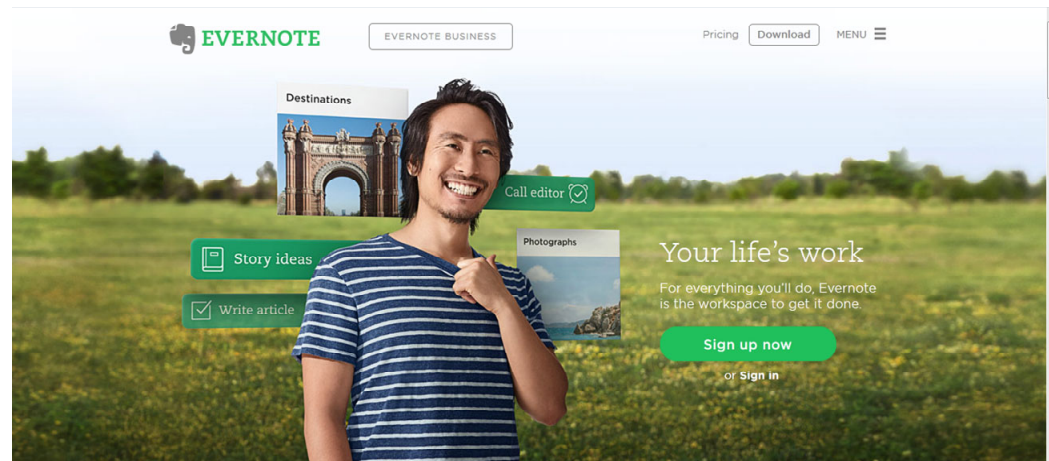 EVERNOTE
EVERNOTE BUSINESS
Pricing
Download
MENU
Destinations
Call editor
Photographs
Story ideas
Write article
Your life's work
For everything you'll do, Evernote
is the workspace to get it done.
Sign up now
or Sign in